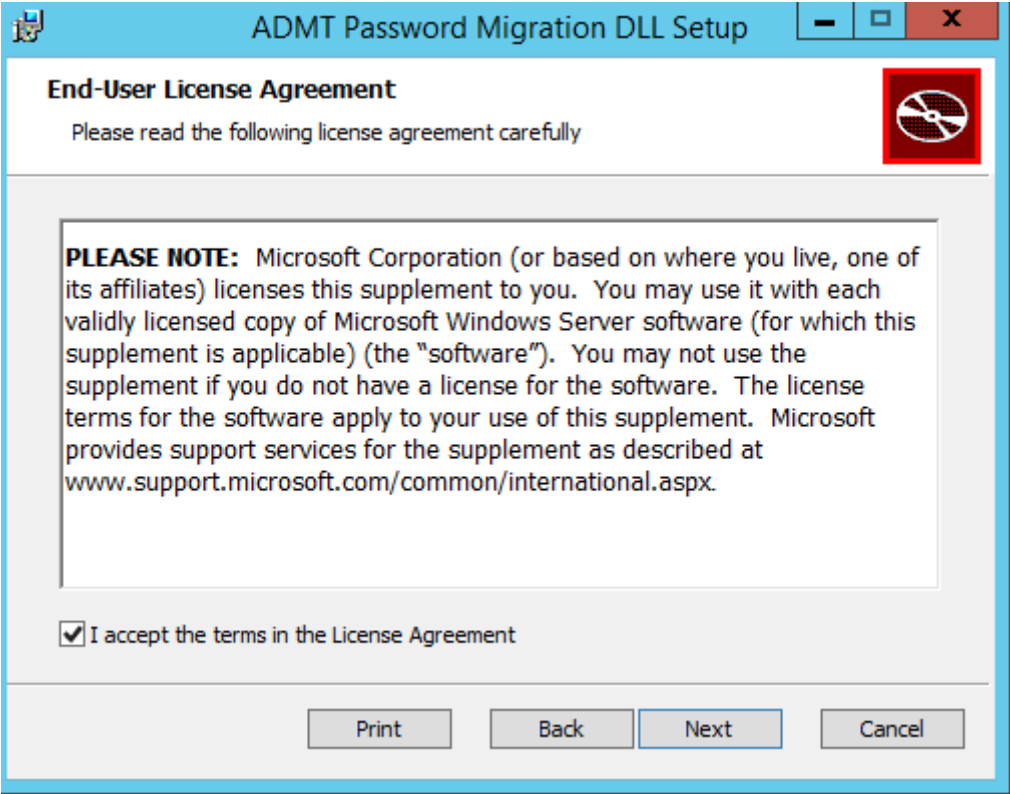 ADMT Password Migration DLL Setup
End-User License Agreement
Please read the following license agreement carefully
PLEASE NOTE:  Microsoft Corporation (or based on where you live, one of
its affiliates) licenses this supplement to you.  You may use it with each
validly licensed copy of Microsoft Windows Server software (for which this
supplement is applicable) (the “software”).  You may not use the
supplement if you do not have a license for the software.  The license
terms for the software apply to your use of this supplement.  Microsoft
provides support services for the supplement as described at
www.support.microsoft.com/common/international.aspx.
I accept the terms in the License Agreement
Print Back Next Cancel